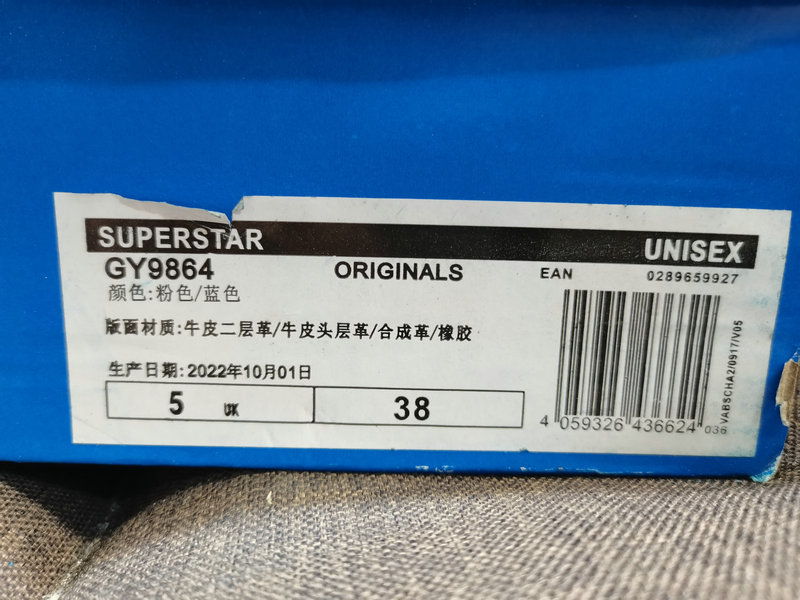 SUPERSTAR
UNISEX
GY9864
ORIGINALS
EAN
0289659927
颜色:粉色/蓝色
版面材质:牛皮二层革/牛皮头层革/合成革/橡胶
生产日期:2022年10月01日
5 UK
38
4 059326 436624 036
VABSCHA2/0917/V05